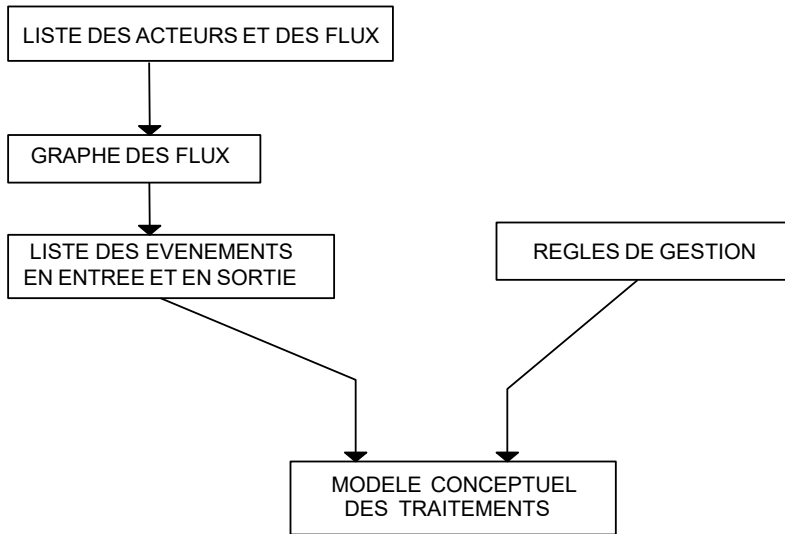 LISTE DES ACTEURS ET DES FLUX
GRAPHE DES FLUX
LISTE DES EVENEMENTS
EN ENTREE ET EN SORTIE
REGLES DE GESTION
MODELE CONCEPTUEL
DES TRAITEMENTS